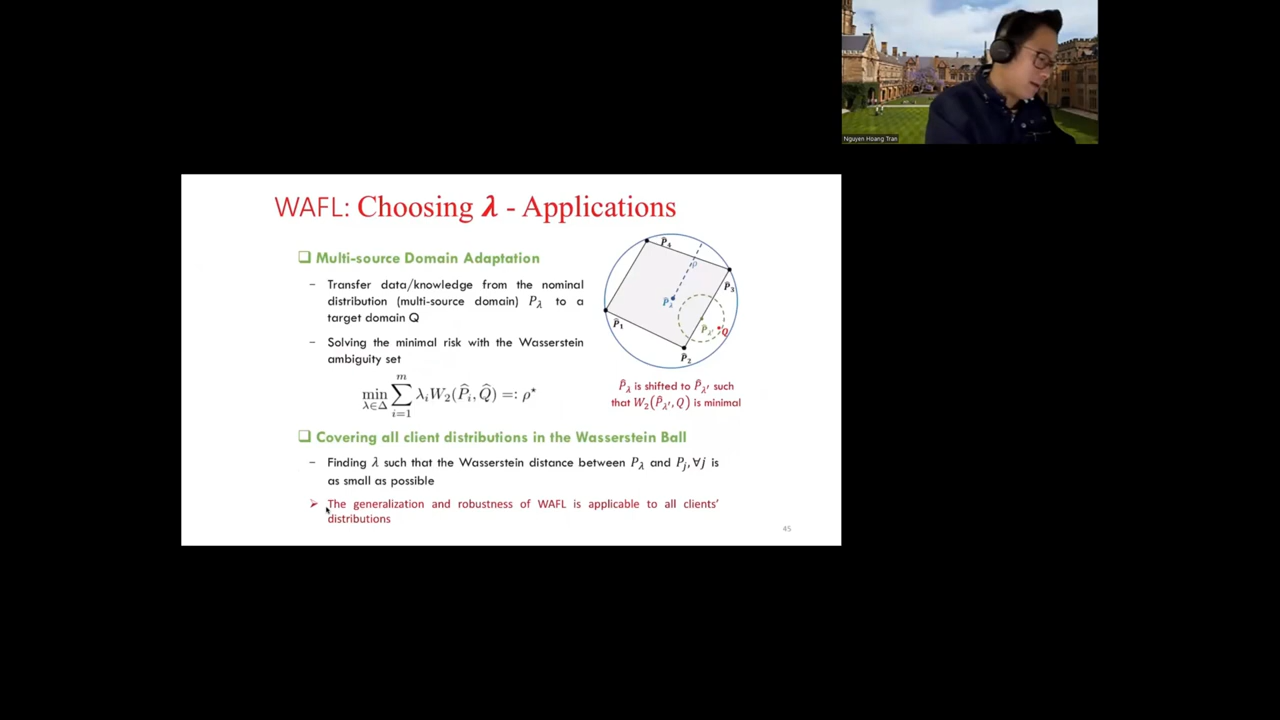 Nguyen Hoang Tran
WAFL: Choosing λ - Applications
❑ Multi-source Domain Adaptation
– Transfer data/knowledge from the nominal
distribution (multi-source domain) P_λ to a
target domain Q
– Solving the minimal risk with the Wasserstein
ambiguity set
min_{λ∈Δ} ∑_{i=1}^{m} λ_i W_2(P̂_i, Q̂) =: ρ*
P̂_4
ρ
P̂_3
P̂_λ
P̂_1
P̂_λ′
Q
P̂_2
P̂_λ is shifted to P̂_λ′ such
that W_2(P̂_λ′, Q) is minimal
❑ Covering all client distributions in the Wasserstein Ball
– Finding λ such that the Wasserstein distance between P_λ and P_j, ∀j is
as small as possible
➢ The generalization and robustness of WAFL is applicable to all clients’
distributions
45